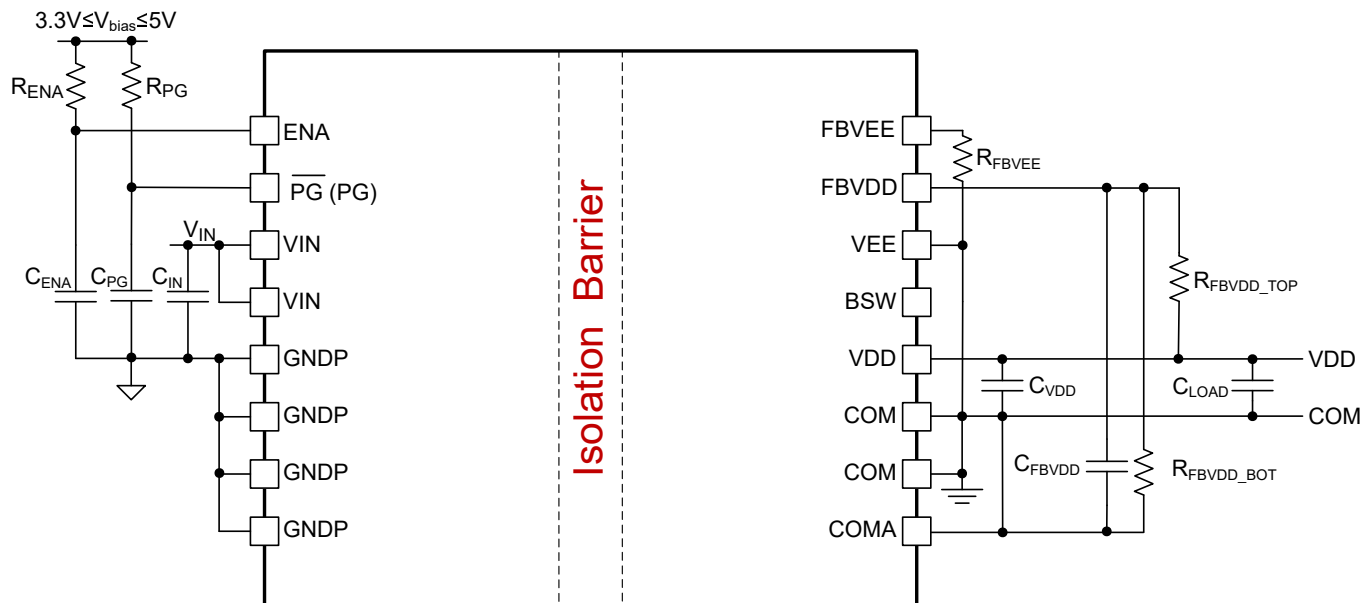 3.3V≤Vbias≤5V
RENA
RPG
ENA
PG (PG)
VIN
VIN
VIN
CENA
CPG
CIN
GNDP
GNDP
GNDP
GNDP
Isolation Barrier
FBVEE
FBVDD
VEE
BSW
VDD
COM
COM
COMA
RFBVEE
RFBVDD_TOP
VDD
CVDD
CLOAD
COM
CFBVDD
RFBVDD_BOT